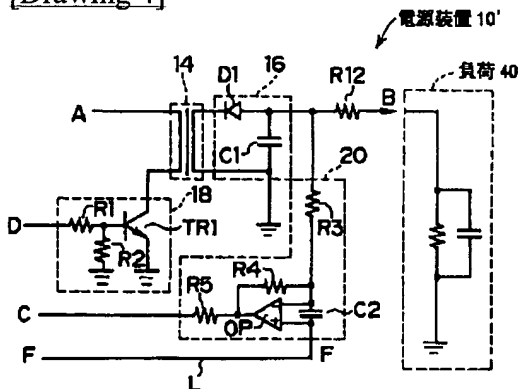 [Drawing 4]
電源装置 10'
14
16
D1
R12
負荷 40
A
B
C1
20
18
R1
R3
D
TR1
R2
R4
R5
C2
C
OP
F
F
L